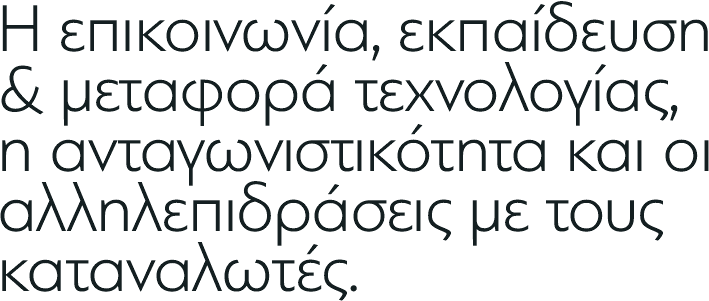 Η επικοινωνία, εκπαίδευση
& μεταφορά τεχνολογίας,
η ανταγωνιστικότητα και οι
αλληλεπιδράσεις με τους
καταναλωτές.